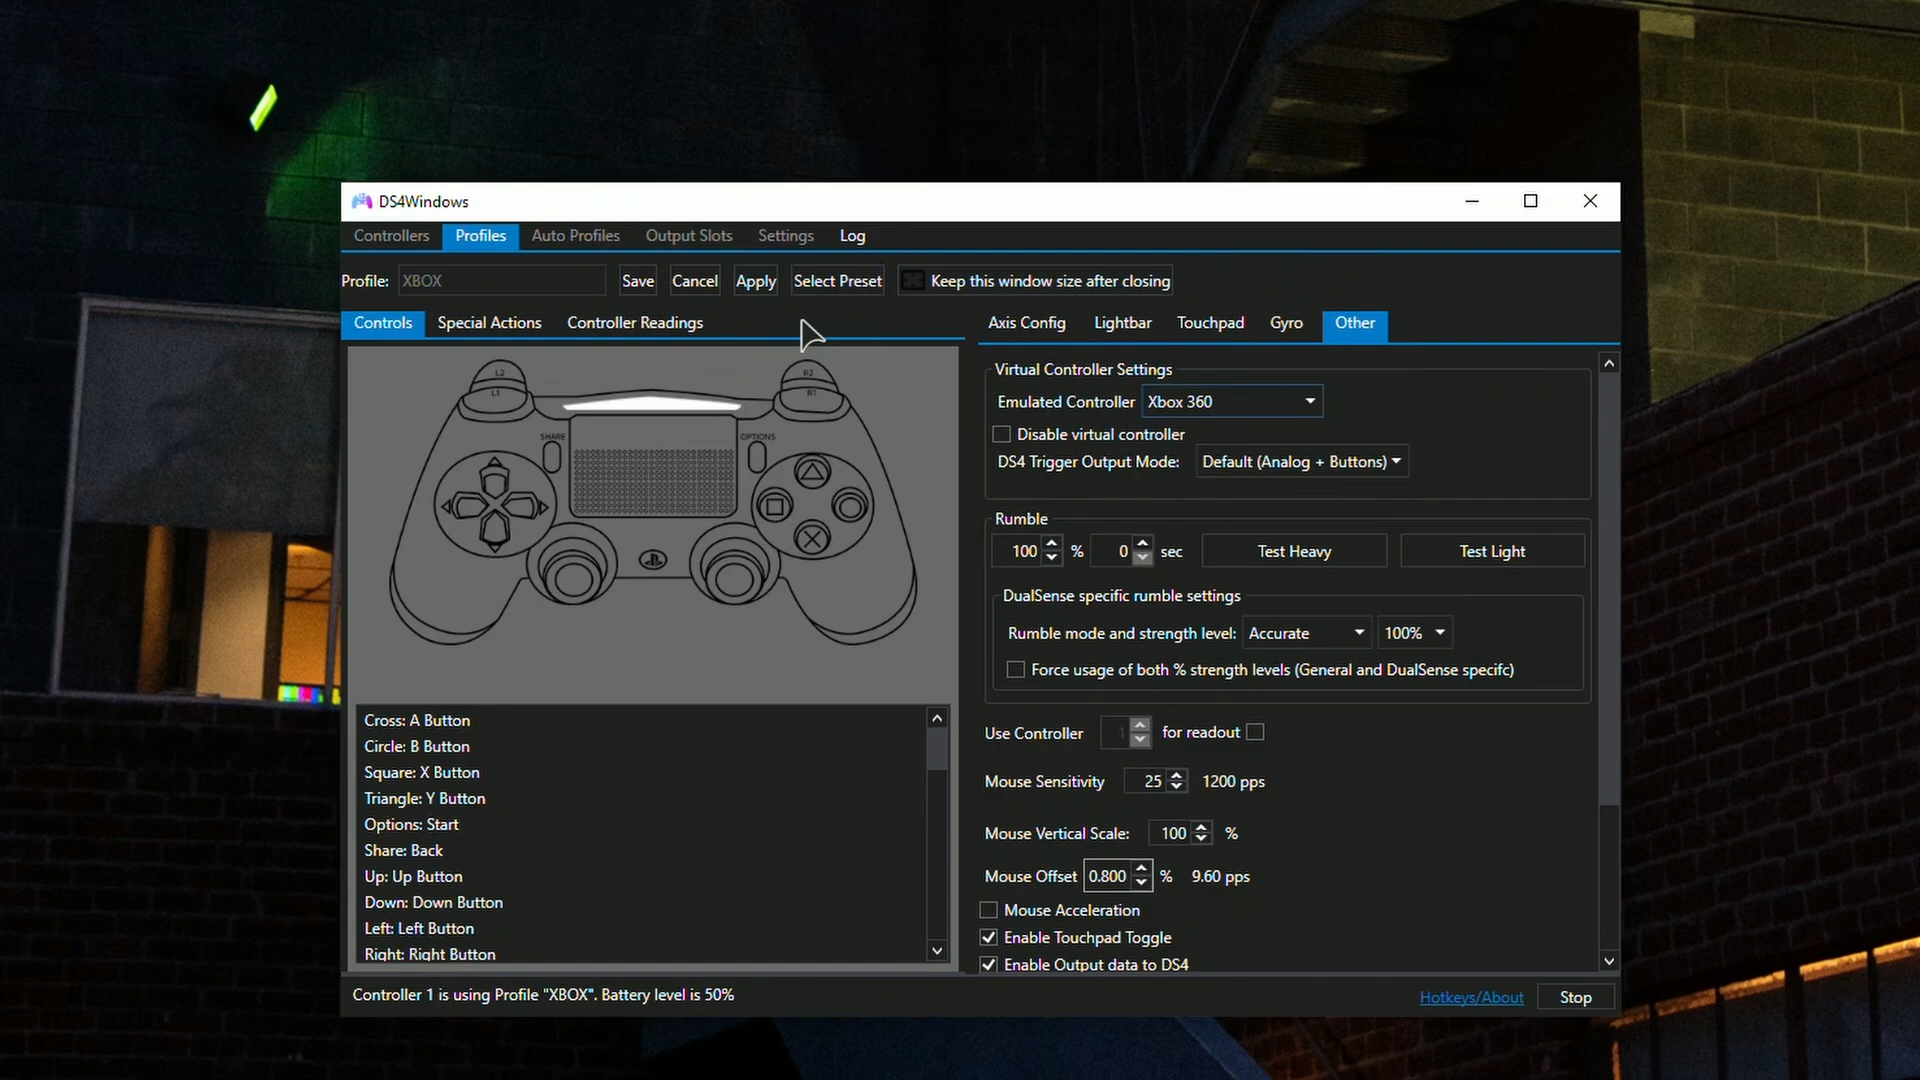 DS4Windows
Controllers Profiles Auto Profiles Output Slots Settings Log
Profile: XBOX Save Cancel Apply Select Preset Keep this window size after closing
Controls Special Actions Controller Readings
Axis Config Lightbar Touchpad Gyro Other
L2
L1
R2
R1
SHARE
OPTIONS
Cross: A Button
Circle: B Button
Square: X Button
Triangle: Y Button
Options: Start
Share: Back
Up: Up Button
Down: Down Button
Left: Left Button
Right: Right Button
Virtual Controller Settings
Emulated Controller Xbox 360
Disable virtual controller
DS4 Trigger Output Mode: Default (Analog + Buttons)
Rumble
100 % 0 sec Test Heavy Test Light
DualSense specific rumble settings
Rumble mode and strength level: Accurate 100%
Force usage of both % strength levels (General and DualSense specifc)
Use Controller 1 for readout
Mouse Sensitivity 25 1200 pps
Mouse Vertical Scale: 100 %
Mouse Offset 0.800 % 9.60 pps
Mouse Acceleration
Enable Touchpad Toggle
Enable Output data to DS4
Controller 1 is using Profile "XBOX". Battery level is 50%
Hotkeys/About Stop